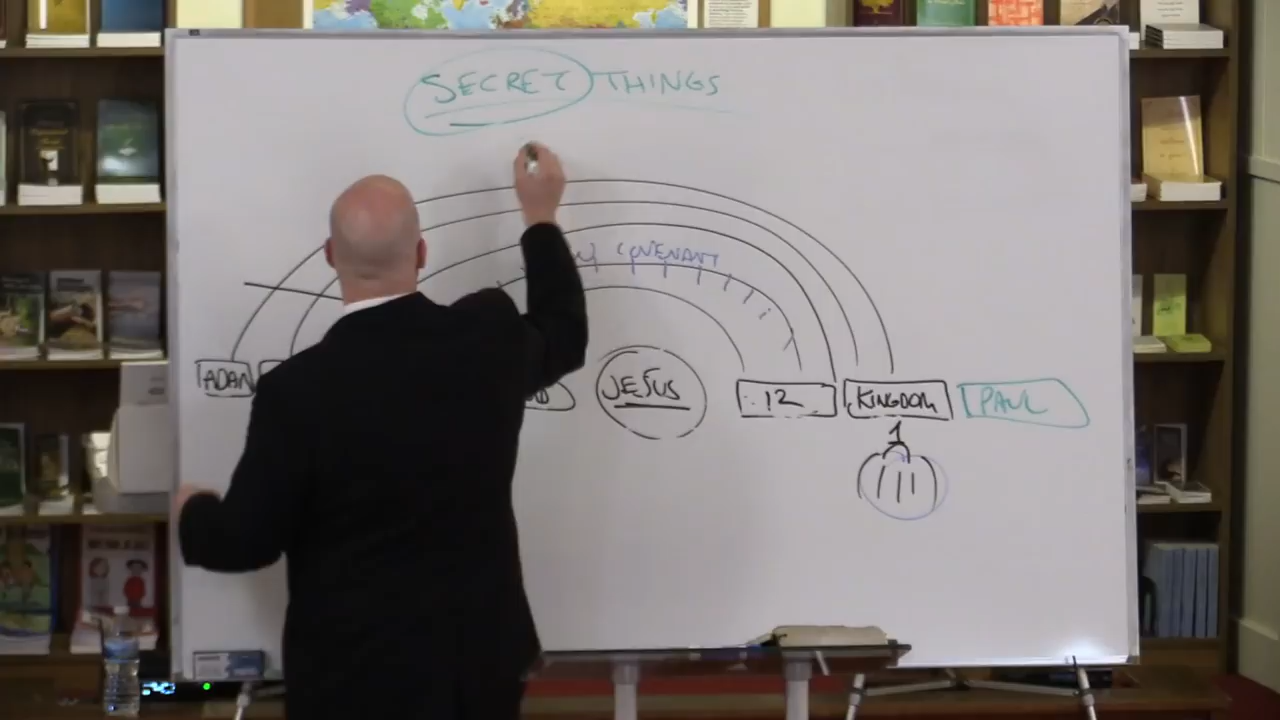 SECRET THINGS
COVENANT
ADAM
JESUS
12
KINGDOM
PAUL
1